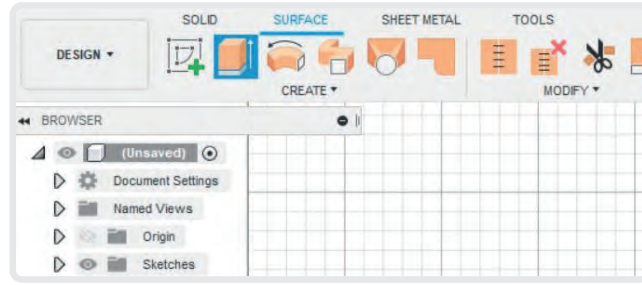 SOLID SURFACE SHEET METAL TOOLS
DESIGN ▾
CREATE ▾ MODIFY ▾
BROWSER
(Unsaved)
Document Settings
Named Views
Origin
Sketches